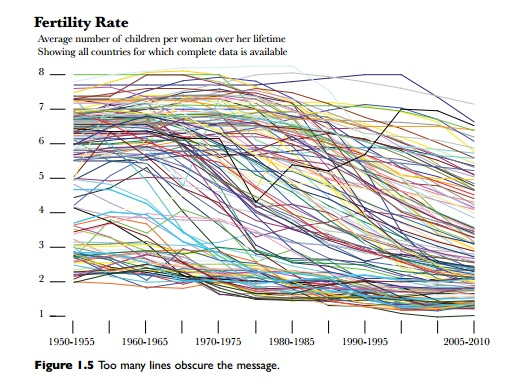 Fertility Rate
Average number of children per woman over her lifetime
Showing all countries for which complete data is available
8
7
6
5
4
3
2
1
1950-1955 1960-1965 1970-1975 1980-1985 1990-1995 2005-2010
Figure 1.5 Too many lines obscure the message.